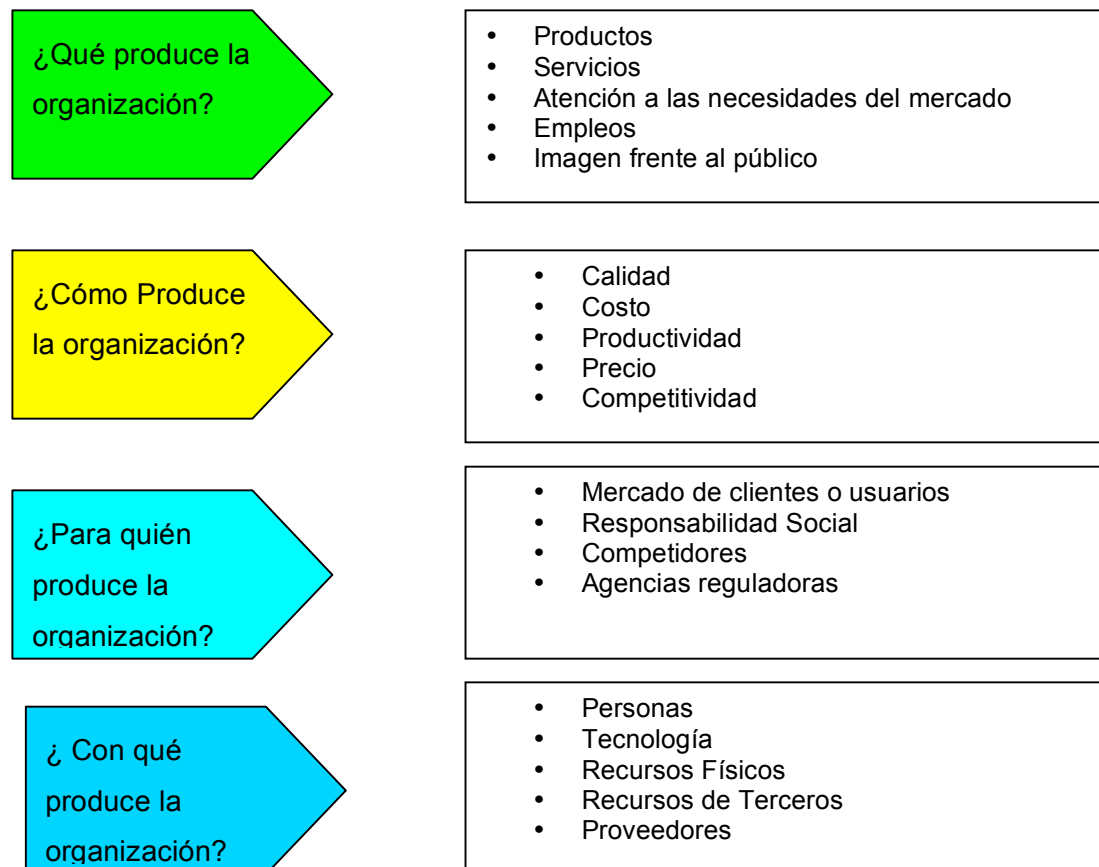 ¿Qué produce la
organización?
• Productos
• Servicios
• Atención a las necesidades del mercado
• Empleos
• Imagen frente al público
¿Cómo Produce
la organización?
• Calidad
• Costo
• Productividad
• Precio
• Competitividad
¿Para quién
produce la
organización?
• Mercado de clientes o usuarios
• Responsabilidad Social
• Competidores
• Agencias reguladoras
¿ Con qué
produce la
organización?
• Personas
• Tecnología
• Recursos Físicos
• Recursos de Terceros
• Proveedores